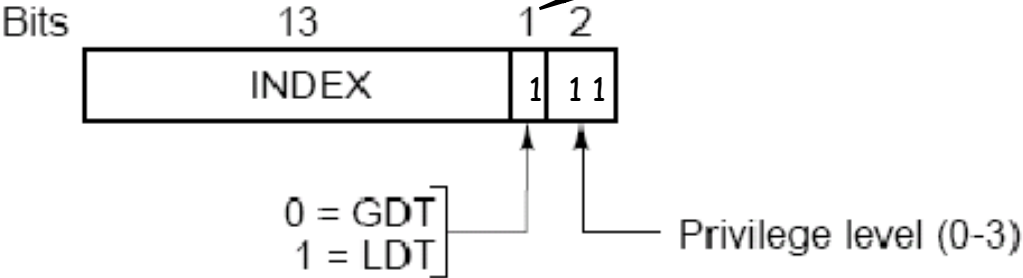 Bits 13 1 2
INDEX 1 1 1
0 = GDT
1 = LDT
Privilege level (0-3)